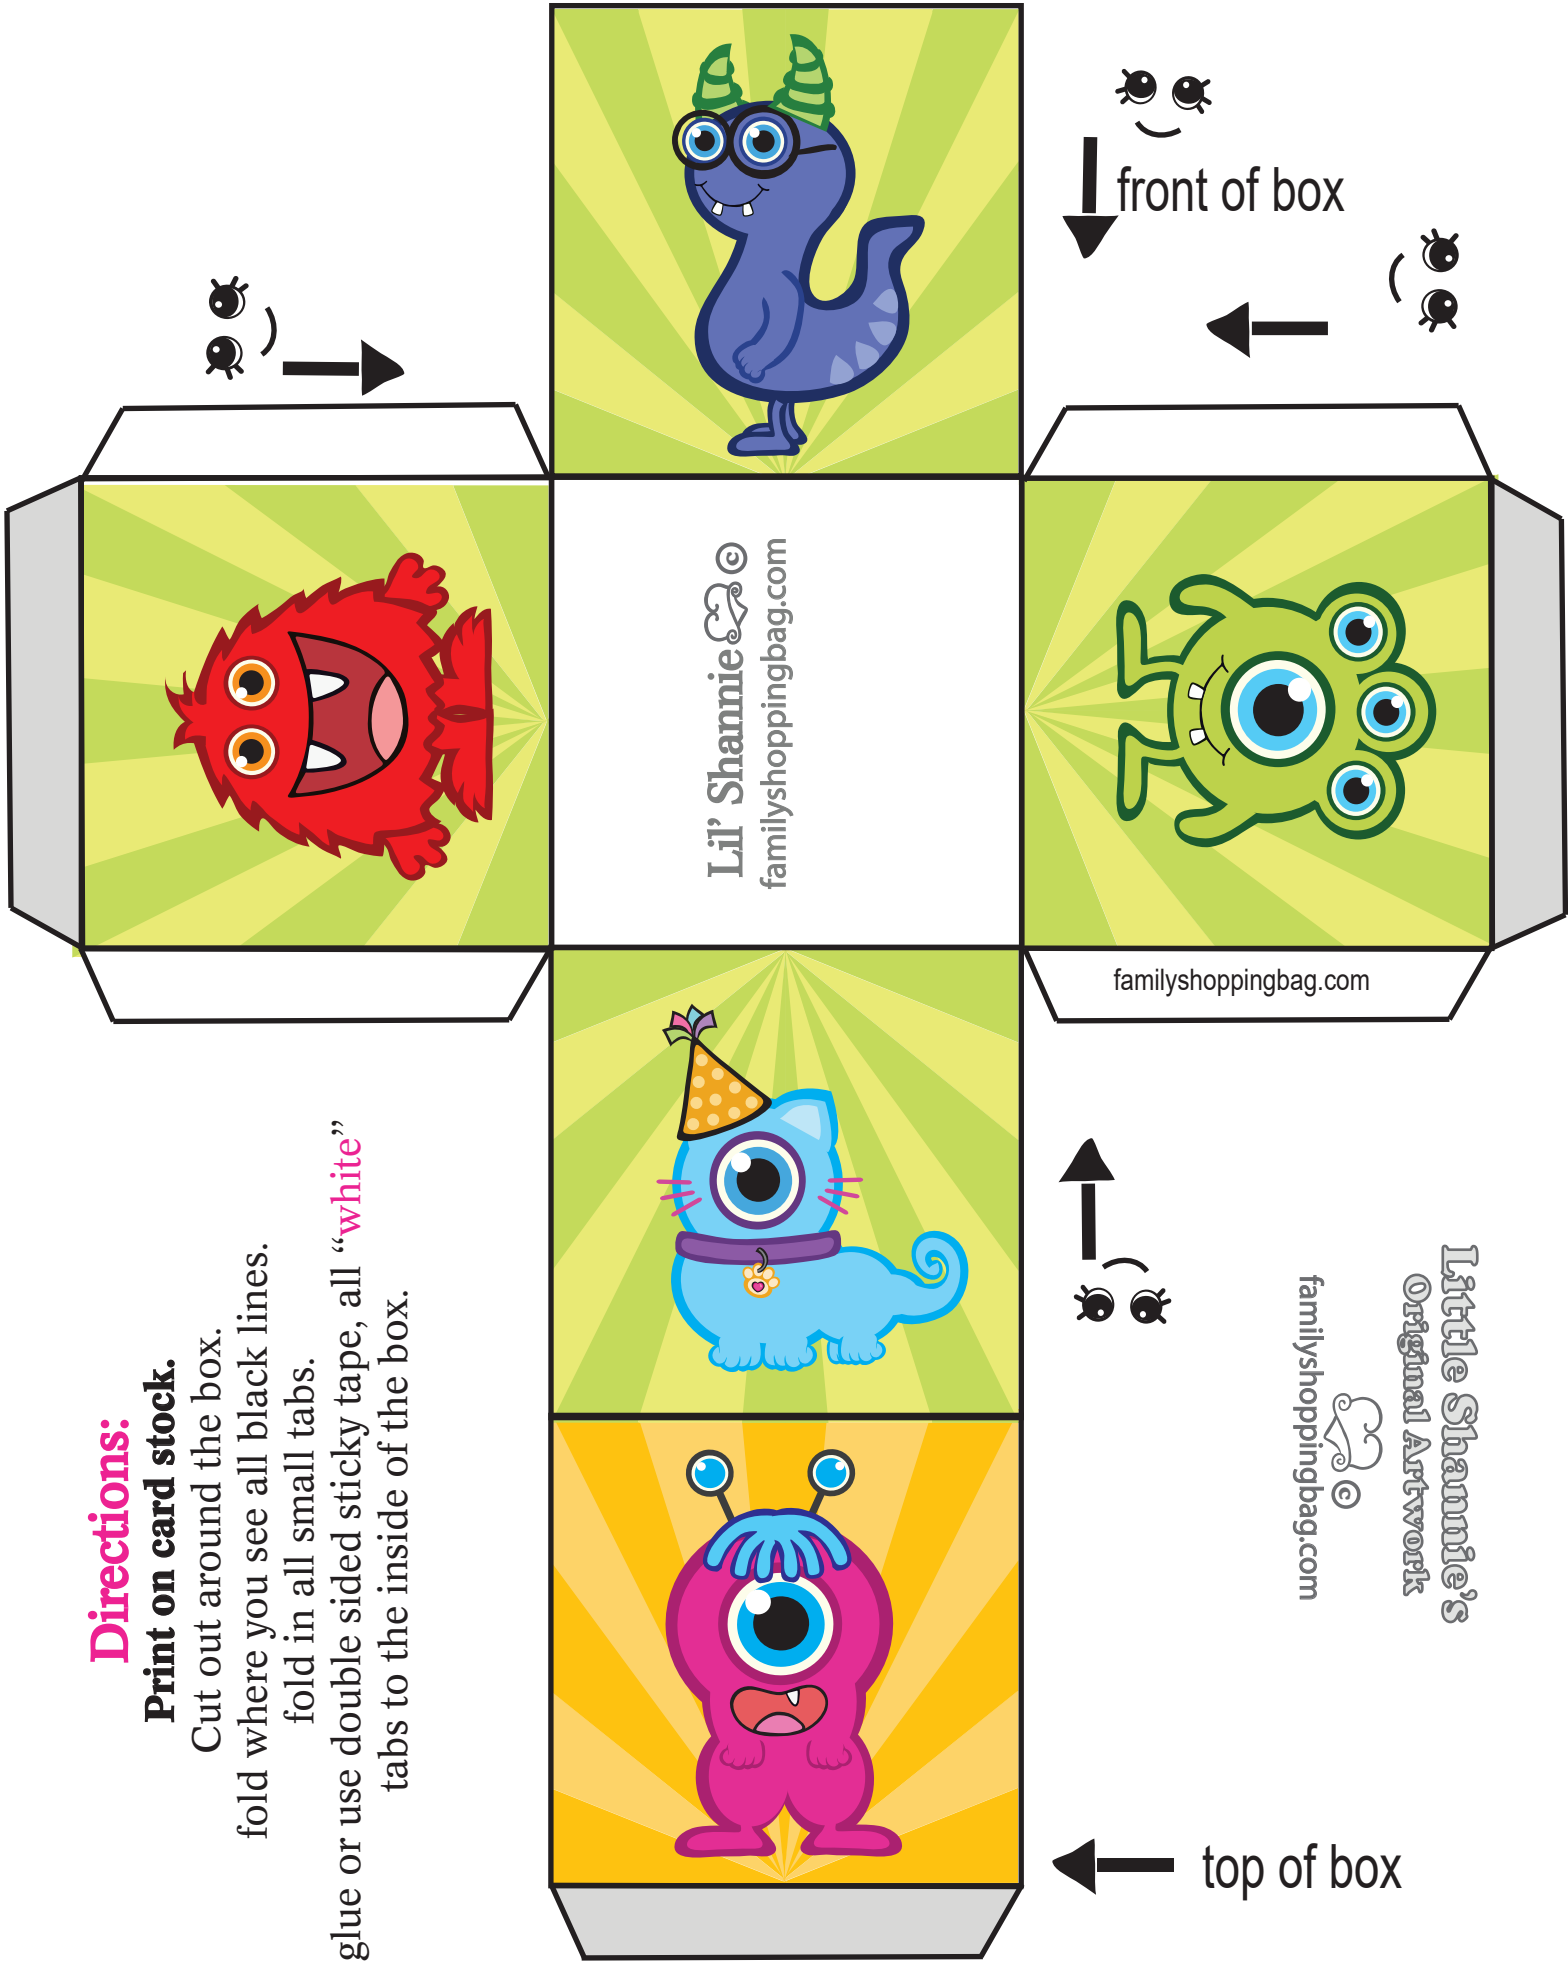 front of box
Lil’ Shannie ©
familyshoppingbag.com
familyshoppingbag.com
Directions:
Print on card stock.
Cut out around the box.
fold where you see all black lines.
fold in all small tabs.
glue or use double sided sticky tape, all “white”
tabs to the inside of the box.
Little Shannie's
Original Artwork
©
familyshoppingbag.com
top of box